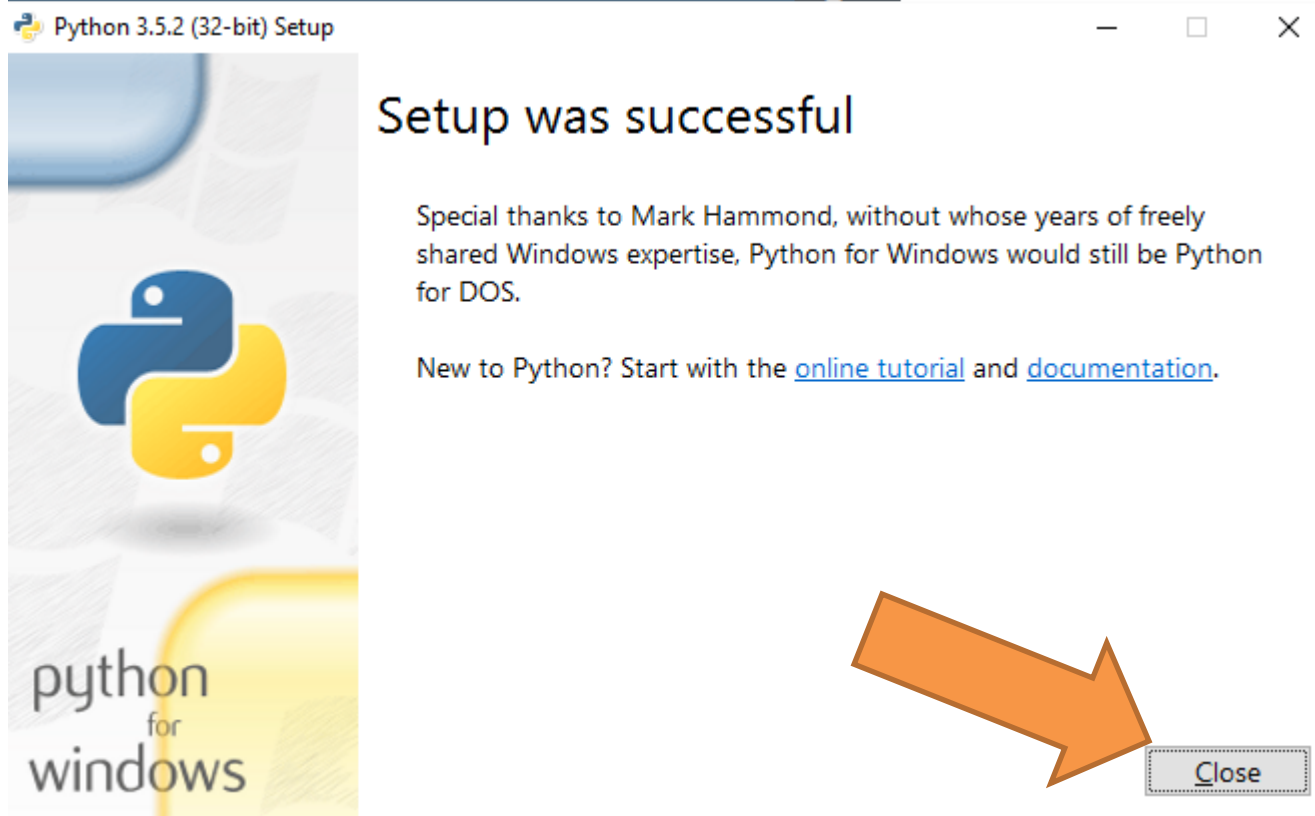 Python 3.5.2 (32-bit) Setup
Setup was successful
Special thanks to Mark Hammond, without whose years of freely
shared Windows expertise, Python for Windows would still be Python
for DOS.
New to Python? Start with the online tutorial and documentation.
python
for
windows
Close